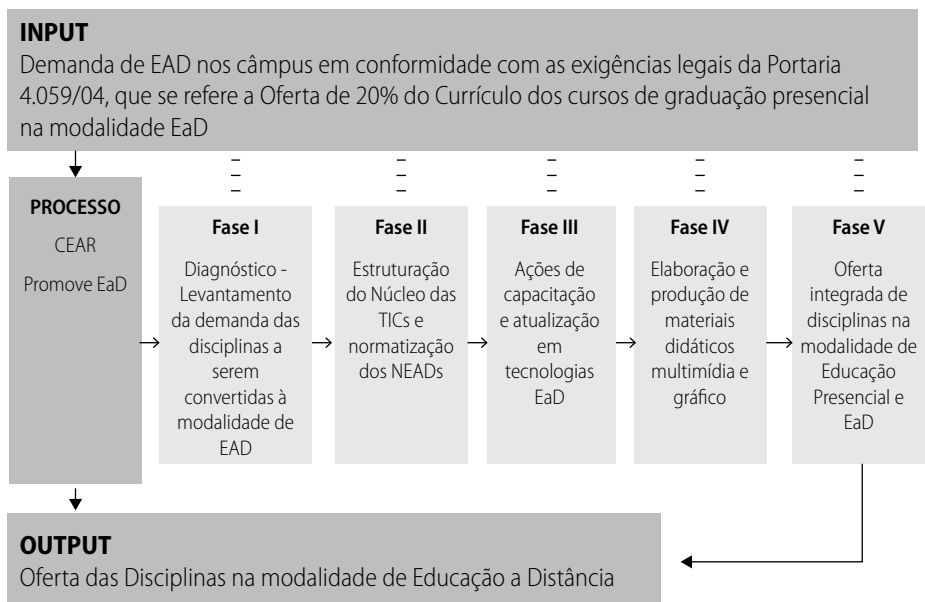 INPUT
Demanda de EAD nos câmpus em conformidade com as exigências legais da Portaria
4.059/04, que se refere a Oferta de 20% do Currículo dos cursos de graduação presencial
na modalidade EaD
PROCESSO
CEAR
Promove EaD
Fase I
Diagnóstico -
Levantamento
da demanda das
disciplinas a
serem
convertidas à
modalidade de
EAD
Fase II
Estruturação
do Núcleo das
TICs e
normatização
dos NEADs
Fase III
Ações de
capacitação
e atualização
em
tecnologias
EaD
Fase IV
Elaboração e
produção de
materiais
didáticos
multimídia e
gráfico
Fase V
Oferta
integrada de
disciplinas na
modalidade de
Educação
Presencial e
EaD
OUTPUT
Oferta das Disciplinas na modalidade de Educação a Distância